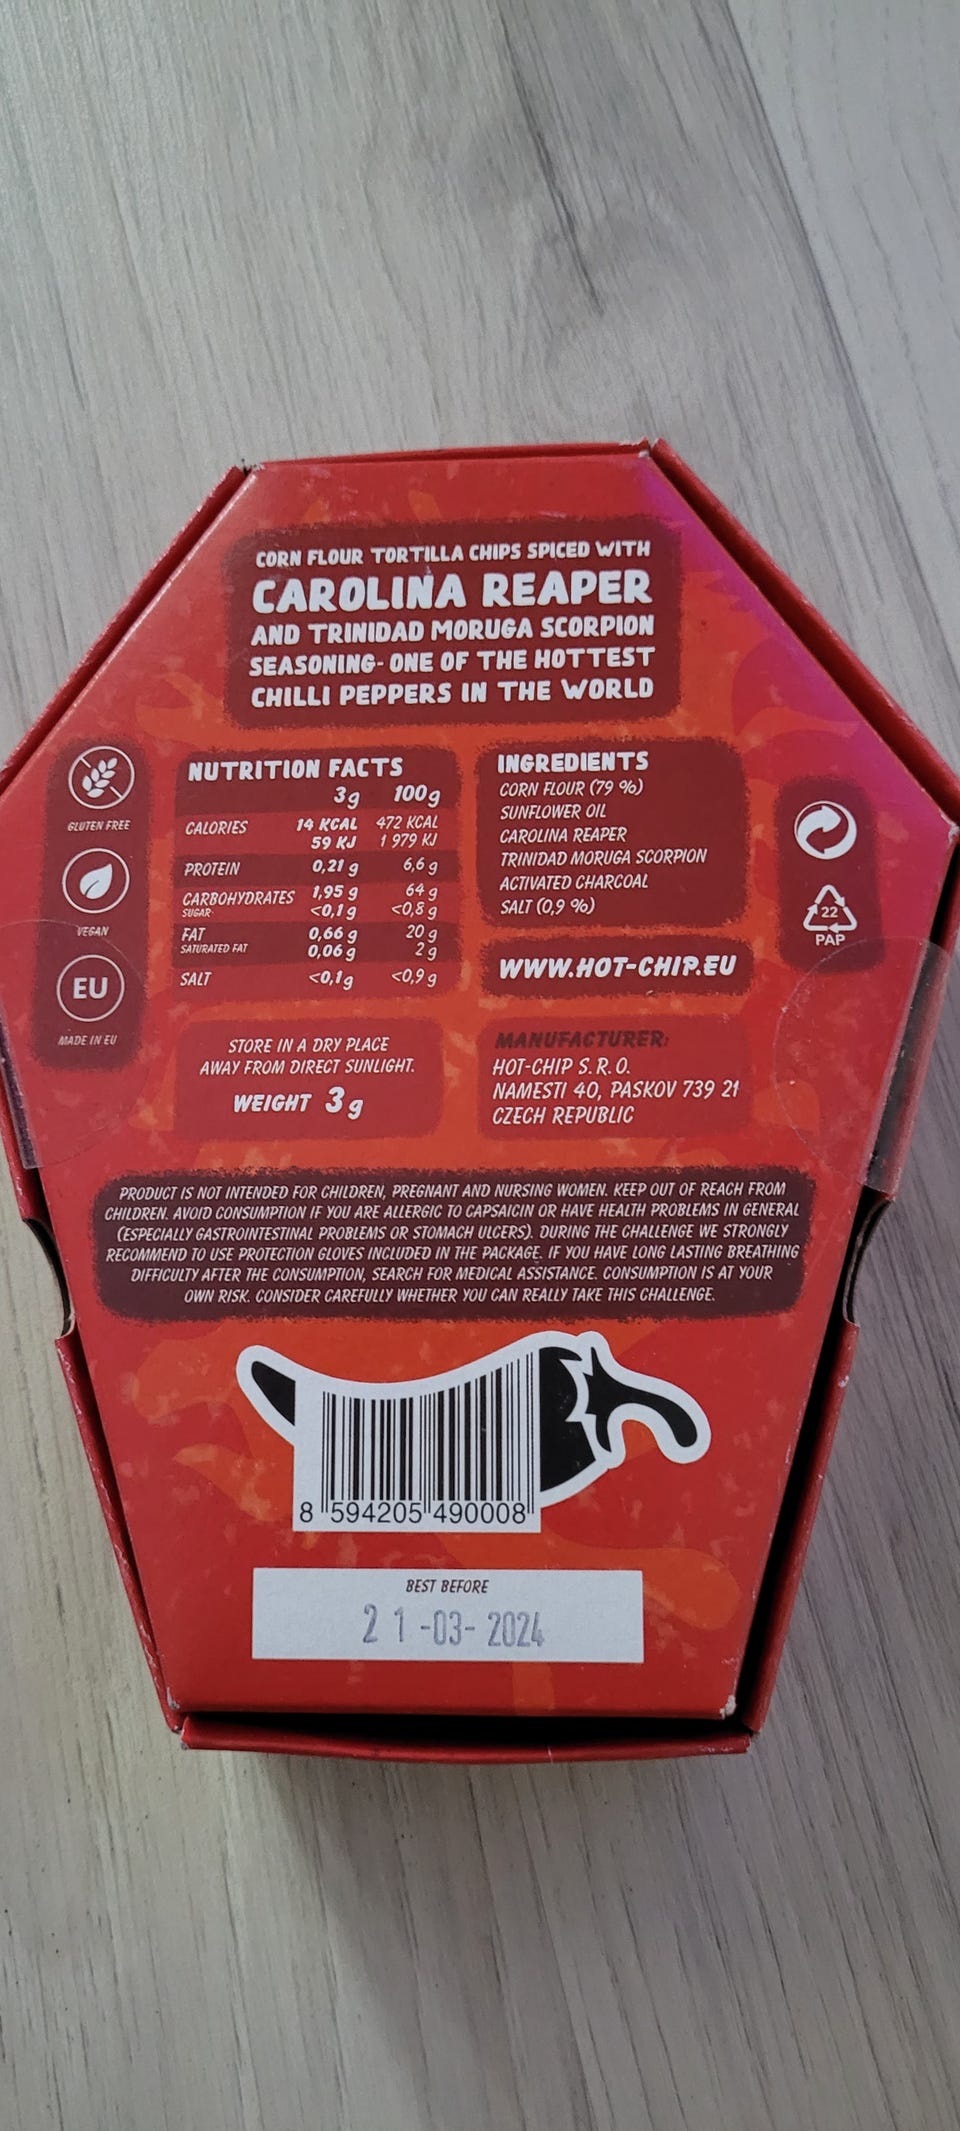 CORN FLOUR TORTILLA CHIPS SPICED WITH
CAROLINA REAPER
AND TRINIDAD MORUGA SCORPION
SEASONING- ONE OF THE HOTTEST
CHILLI PEPPERS IN THE WORLD
GLUTEN FREE
VEGAN
EU
MADE IN EU
NUTRITION FACTS
3g 100g
CALORIES 14 KCAL 472 KCAL
59 KJ 1 979 KJ
PROTEIN 0,21 g 6,6 g
CARBOHYDRATES 1,95 g 64 g
SUGAR <0,1 g <0,8 g
FAT 0,66 g 20 g
SATURATED FAT 0,06 g 2 g
SALT <0,1 g <0,9 g
INGREDIENTS
CORN FLOUR (79 %)
SUNFLOWER OIL
CAROLINA REAPER
TRINIDAD MORUGA SCORPION
ACTIVATED CHARCOAL
SALT (0,9 %)
WWW.HOT-CHIP.EU
22
PAP
STORE IN A DRY PLACE
AWAY FROM DIRECT SUNLIGHT.
WEIGHT 3g
MANUFACTURER:
HOT-CHIP S. R. O.
NAMESTI 40, PASKOV 739 21
CZECH REPUBLIC
PRODUCT IS NOT INTENDED FOR CHILDREN, PREGNANT AND NURSING WOMEN. KEEP OUT OF REACH FROM
CHILDREN. AVOID CONSUMPTION IF YOU ARE ALLERGIC TO CAPSAICIN OR HAVE HEALTH PROBLEMS IN GENERAL
(ESPECIALLY GASTROINTESTINAL PROBLEMS OR STOMACH ULCERS). DURING THE CHALLENGE WE STRONGLY
RECOMMEND TO USE PROTECTION GLOVES INCLUDED IN THE PACKAGE. IF YOU HAVE LONG LASTING BREATHING
DIFFICULTY AFTER THE CONSUMPTION, SEARCH FOR MEDICAL ASSISTANCE. CONSUMPTION IS AT YOUR
OWN RISK. CONSIDER CAREFULLY WHETHER YOU CAN REALLY TAKE THIS CHALLENGE.
8 594205 490008
BEST BEFORE
21-03-2024